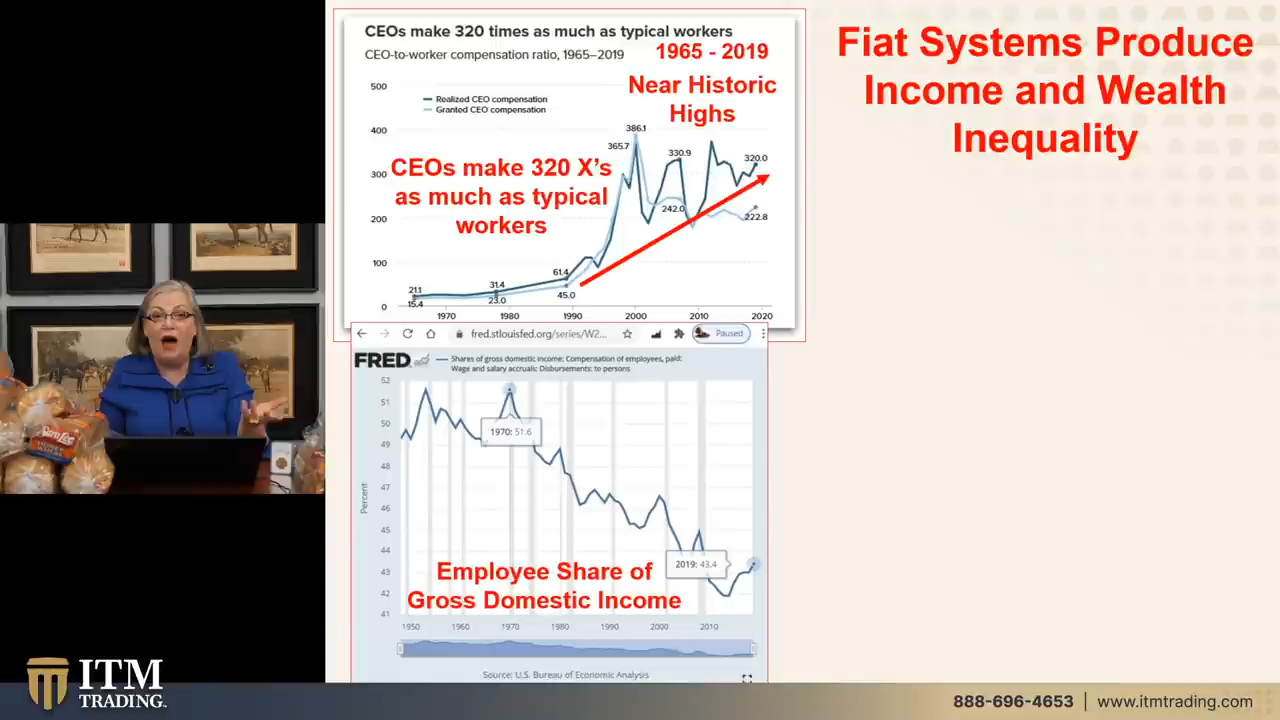 CEOs make 320 times as much as typical workers
CEO-to-worker compensation ratio, 1965–2019
1965 - 2019
Near Historic
Highs
500
400
300
200
100
0
Realized CEO compensation
Granted CEO compensation
CEOs make 320 X's
as much as typical
workers
21.1
15.4
31.4
23.0
61.4
45.0
365.7
386.1
330.9
242.0
320.0
222.8
1970
1980
1990
2000
2010
2020
Fiat Systems Produce
Income and Wealth
Inequality
fred.stlouisfed.org/series/W2...
Paused
FRED
Shares of gross domestic income: Compensation of employees, paid:
Wage and salary accruals: Disbursements: to persons
Percent
52
51
50
49
48
47
46
45
44
43
42
41
1970: 51.6
2019: 43.4
Employee Share of
Gross Domestic Income
1950
1960
1970
1980
1990
2000
2010
Source: U.S. Bureau of Economic Analysis
Sara Lee
ITM
TRADING.
888-696-4653 | www.itmtrading.com